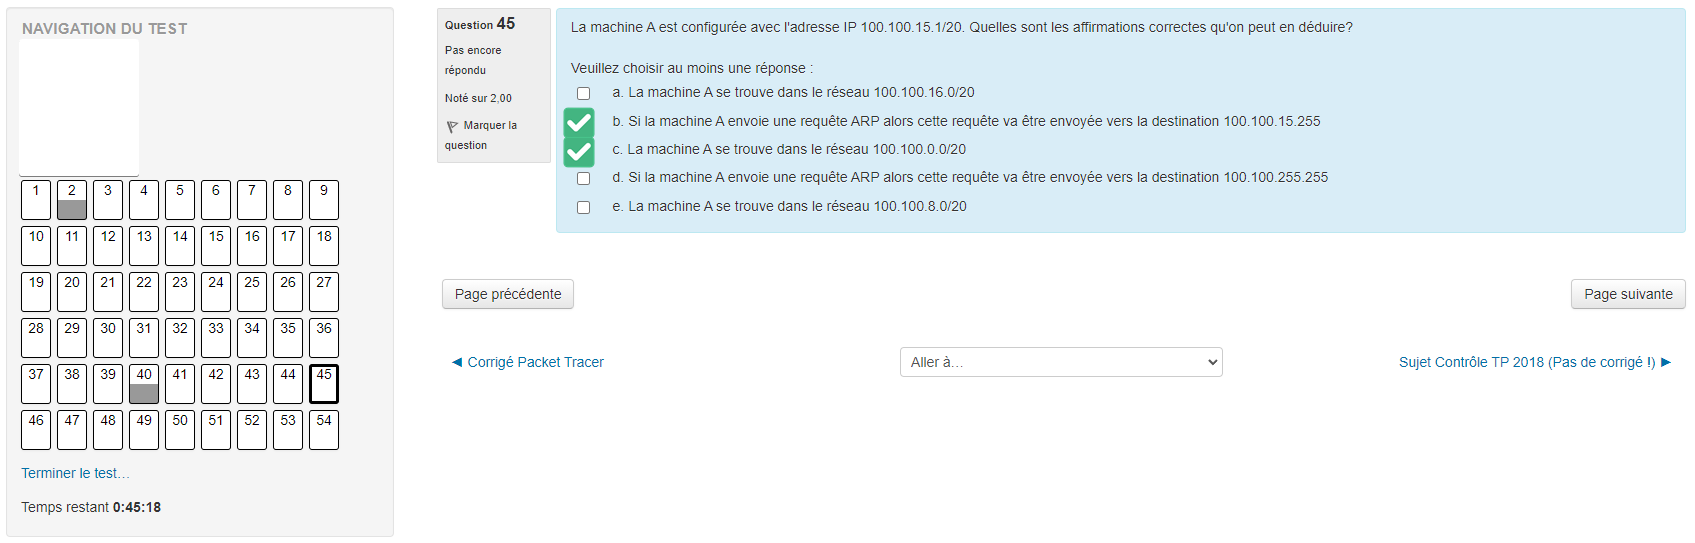 NAVIGATION DU TEST
1 2 3 4 5 6 7 8 9
10 11 12 13 14 15 16 17 18
19 20 21 22 23 24 25 26 27
28 29 30 31 32 33 34 35 36
37 38 39 40 41 42 43 44 45
46 47 48 49 50 51 52 53 54
Terminer le test…
Temps restant 0:45:18
Question 45
Pas encore
répondu
Noté sur 2,00
Marquer la
question
La machine A est configurée avec l'adresse IP 100.100.15.1/20. Quelles sont les affirmations correctes qu'on peut en déduire?
Veuillez choisir au moins une réponse :
a. La machine A se trouve dans le réseau 100.100.16.0/20
b. Si la machine A envoie une requête ARP alors cette requête va être envoyée vers la destination 100.100.15.255
c. La machine A se trouve dans le réseau 100.100.0.0/20
d. Si la machine A envoie une requête ARP alors cette requête va être envoyée vers la destination 100.100.255.255
e. La machine A se trouve dans le réseau 100.100.8.0/20
Page précédente
Page suivante
◄ Corrigé Packet Tracer
Aller à…
Sujet Contrôle TP 2018 (Pas de corrigé !) ►